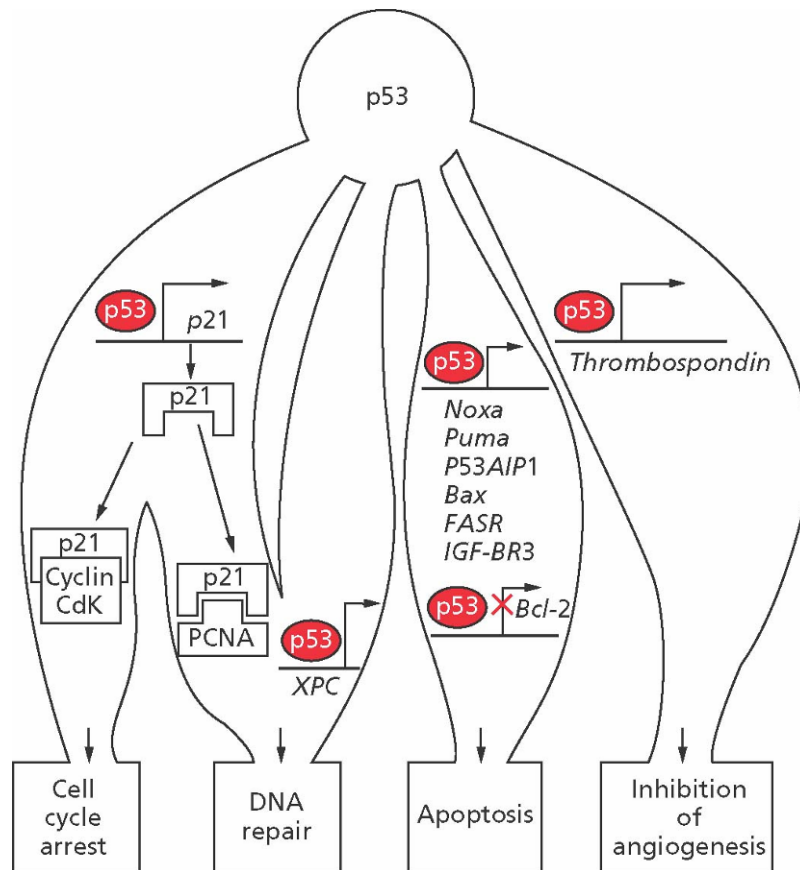 p53
p53
p21
p21
p21
Cyclin
CdK
p21
PCNA
p53
XPC
p53
Noxa
Puma
P53AIP1
Bax
FASR
IGF-BR3
p53
Bcl-2
p53
Thrombospondin
Cell
cycle
arrest
DNA
repair
Apoptosis
Inhibition
of
angiogenesis